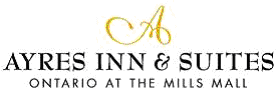 A
AYRES INN & SUITES
ONTARIO AT THE MILLS MALL